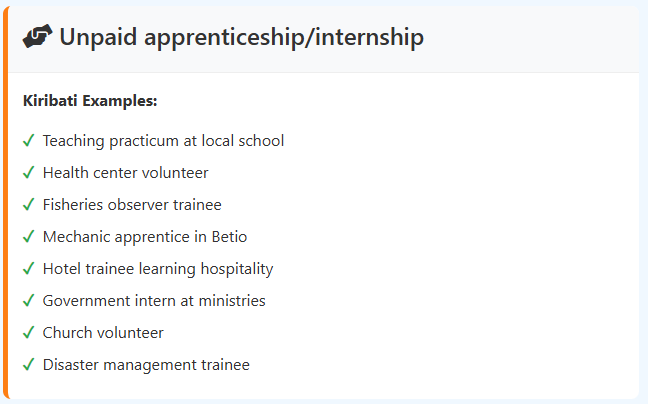 Unpaid apprenticeship/internship
Kiribati Examples:
✓ Teaching practicum at local school
✓ Health center volunteer
✓ Fisheries observer trainee
✓ Mechanic apprentice in Betio
✓ Hotel trainee learning hospitality
✓ Government intern at ministries
✓ Church volunteer
✓ Disaster management trainee